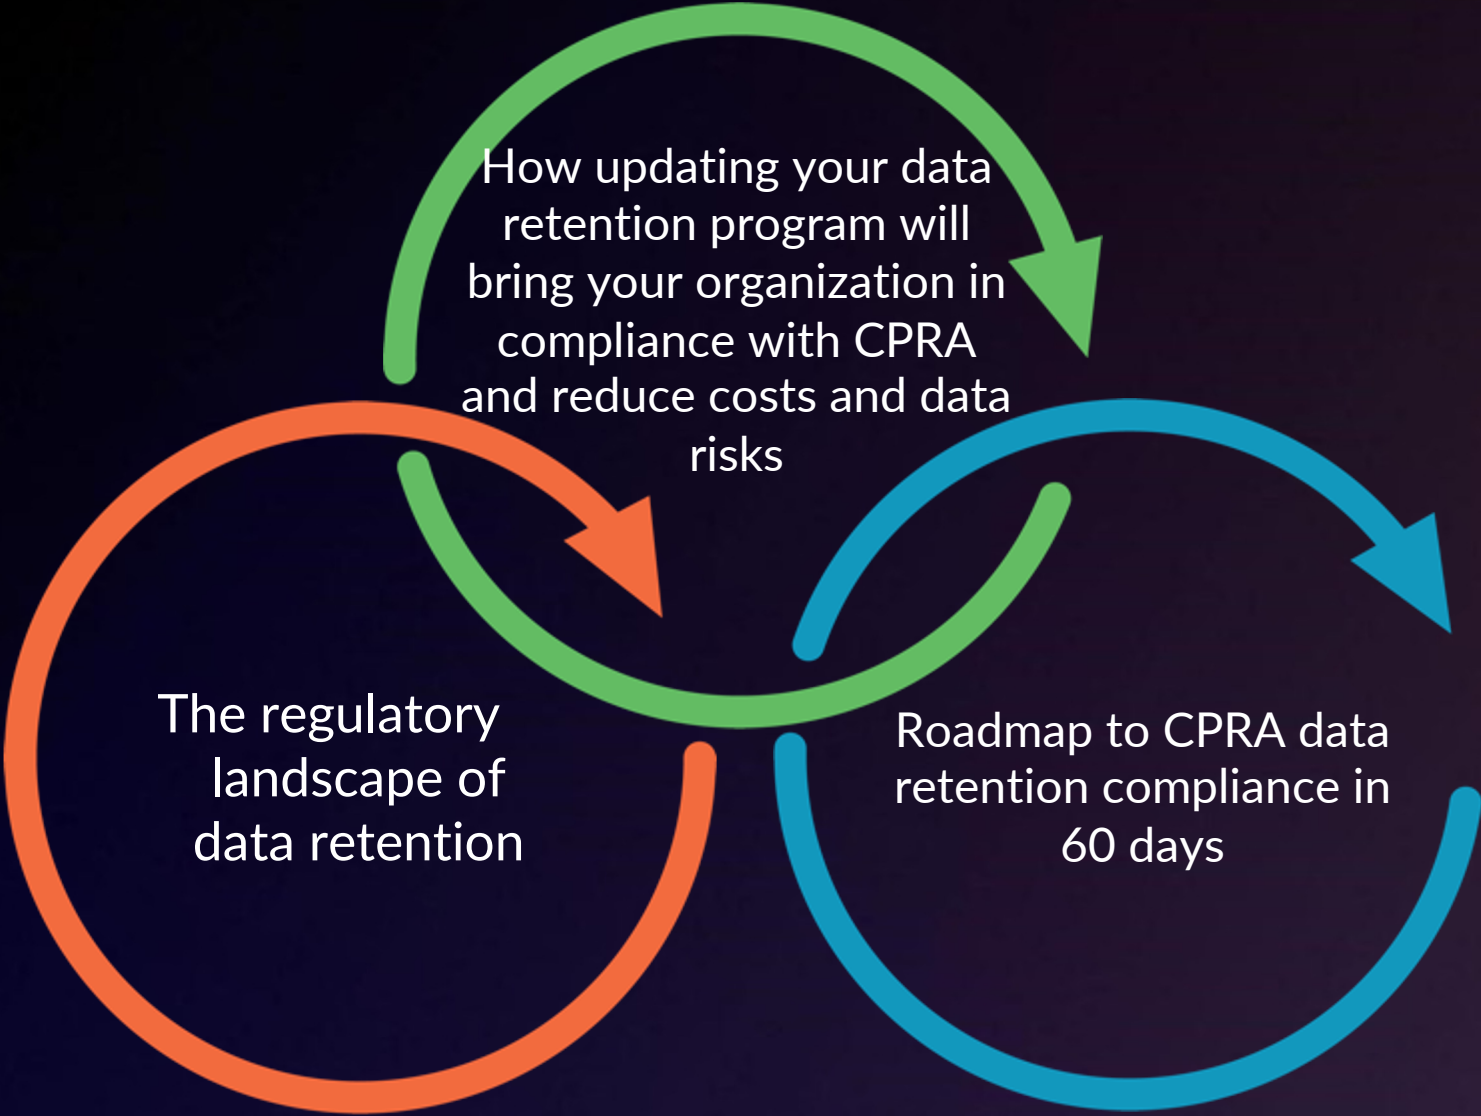 How updating your data
retention program will
bring your organization in
compliance with CPRA
and reduce costs and data
risks
The regulatory
landscape of
data retention
Roadmap to CPRA data
retention compliance in
60 days